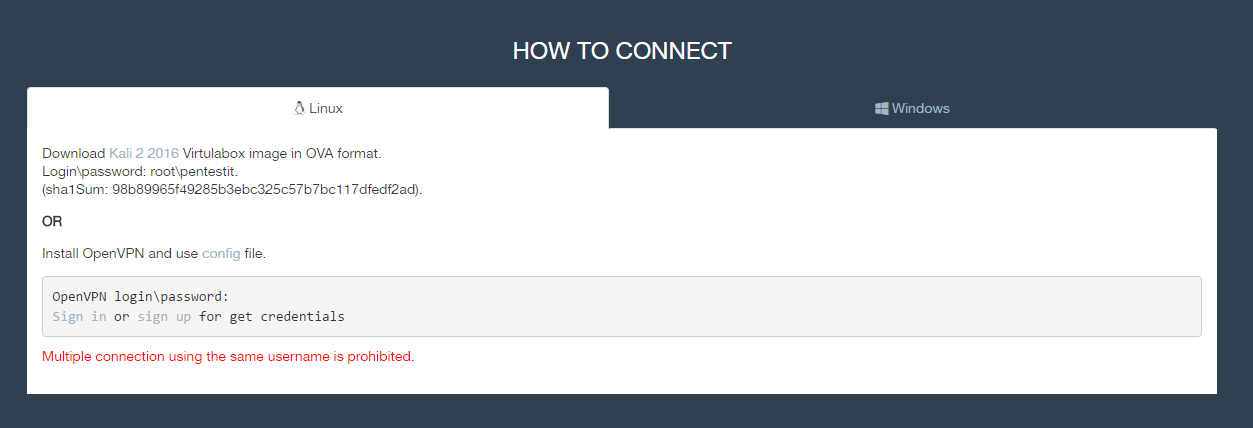 HOW TO CONNECT
Linux
Windows
Download Kali 2 2016 Virtulabox image in OVA format.
Login\password: root\pentestit.
(sha1Sum: 98b89965f49285b3ebc325c57b7bc117dfedf2ad).
OR
Install OpenVPN and use config file.
OpenVPN login\password:
Sign in or sign up for get credentials
Multiple connection using the same username is prohibited.